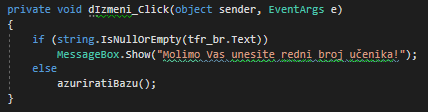 private void dIzmeni_Click(object sender, EventArgs e)
{
if (string.IsNullOrEmpty(tfr_br.Text))
MessageBox.Show("Molimo Vas unesite redni broj učenika!");
else
azuriratiBazu();
}